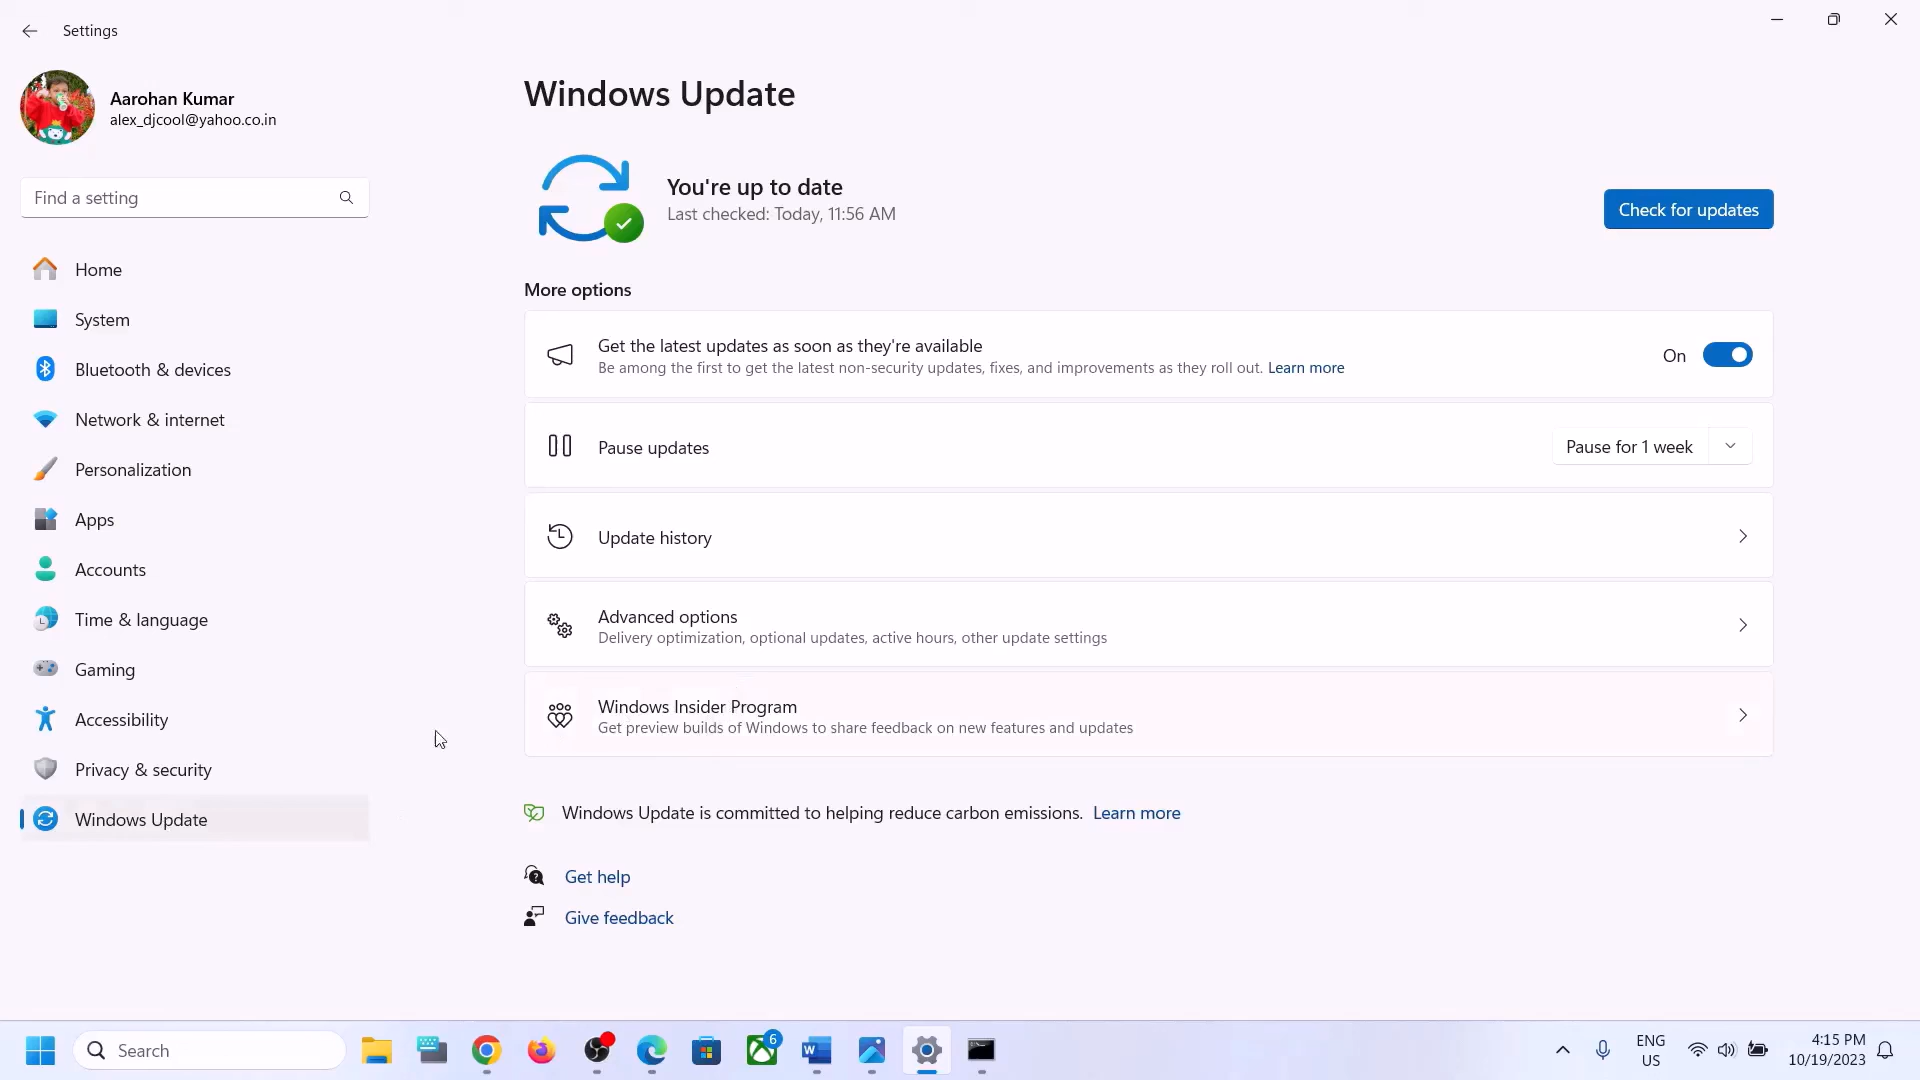 Settings
Aarohan Kumar
alex_djcool@yahoo.co.in
Find a setting
Home
System
Bluetooth & devices
Network & internet
Personalization
Apps
Accounts
Time & language
Gaming
Accessibility
Privacy & security
Windows Update
Windows Update
You're up to date
Last checked: Today, 11:56 AM
Check for updates
More options
Get the latest updates as soon as they're available
Be among the first to get the latest non-security updates, fixes, and improvements as they roll out. Learn more
On
Pause updates
Pause for 1 week
Update history
Advanced options
Delivery optimization, optional updates, active hours, other update settings
Windows Insider Program
Get preview builds of Windows to share feedback on new features and updates
Windows Update is committed to helping reduce carbon emissions. Learn more
Get help
Give feedback
Search
6
ENG
US
4:15 PM
10/19/2023